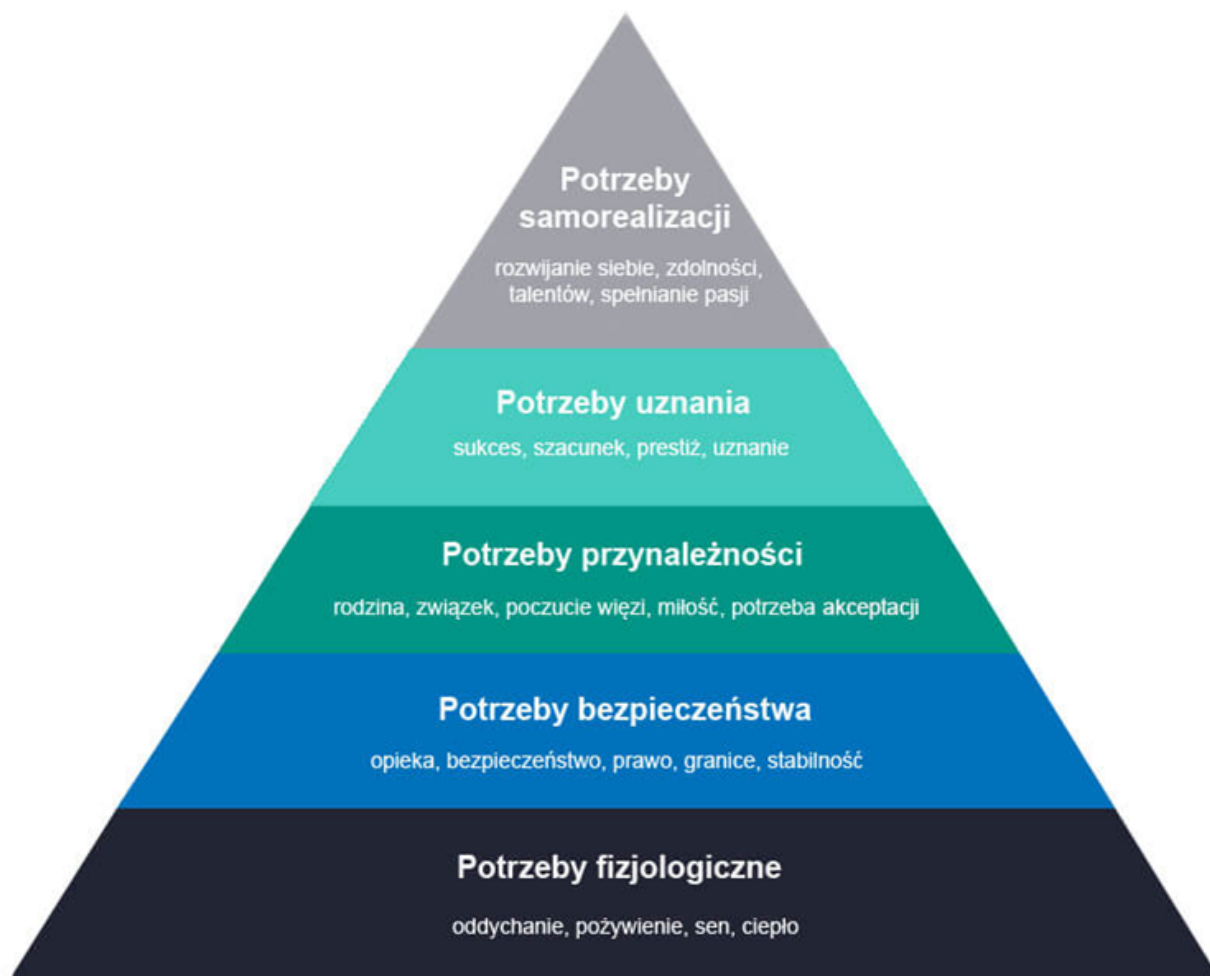 Potrzeby
samorealizacji
rozwijanie siebie, zdolności,
talentów, spełnianie pasji
Potrzeby uznania
sukces, szacunek, prestiż, uznanie
Potrzeby przynależności
rodzina, związek, poczucie więzi, miłość, potrzeba akceptacji
Potrzeby bezpieczeństwa
opieka, bezpieczeństwo, prawo, granice, stabilność
Potrzeby fizjologiczne
oddychanie, pożywienie, sen, ciepło